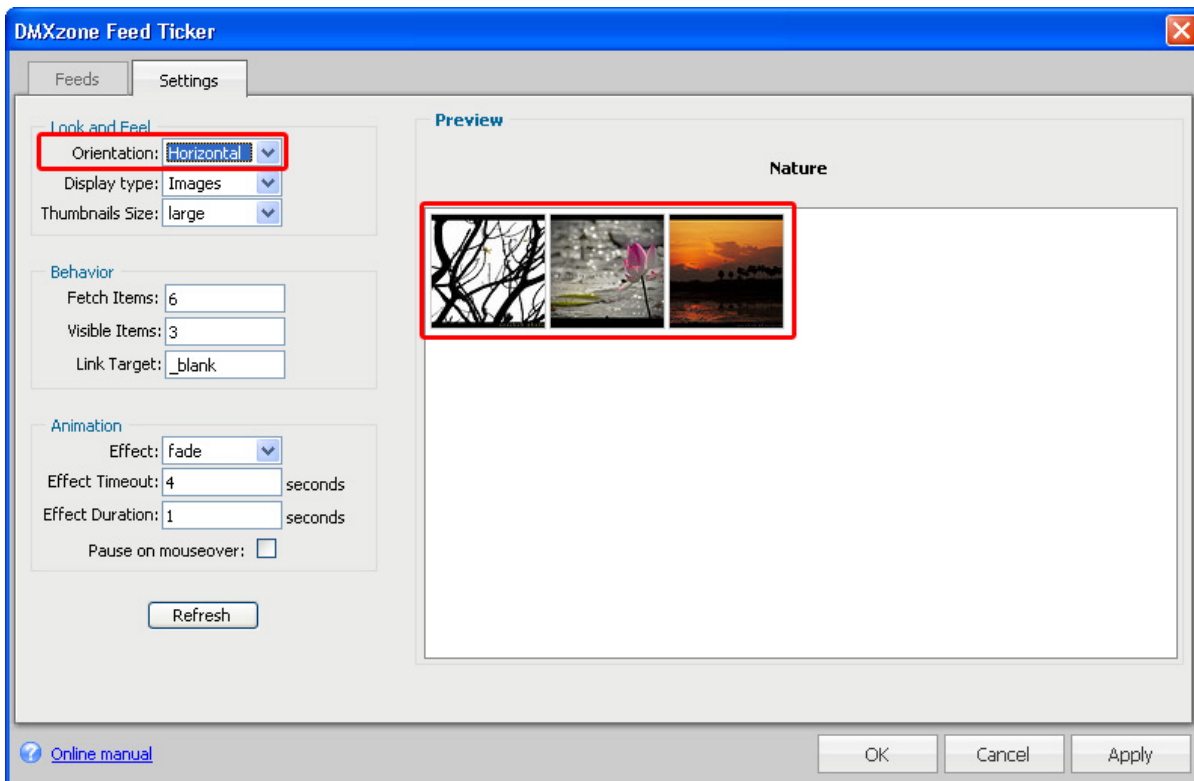 DMXzone Feed Ticker
Feeds
Settings
Look and Feel
Orientation: Horizontal
Display type: Images
Thumbnails Size: large
Behavior
Fetch Items: 6
Visible Items: 3
Link Target: _blank
Animation
Effect: fade
Effect Timeout: 4 seconds
Effect Duration: 1 seconds
Pause on mouseover:
Refresh
Preview
Nature
Online manual
OK
Cancel
Apply